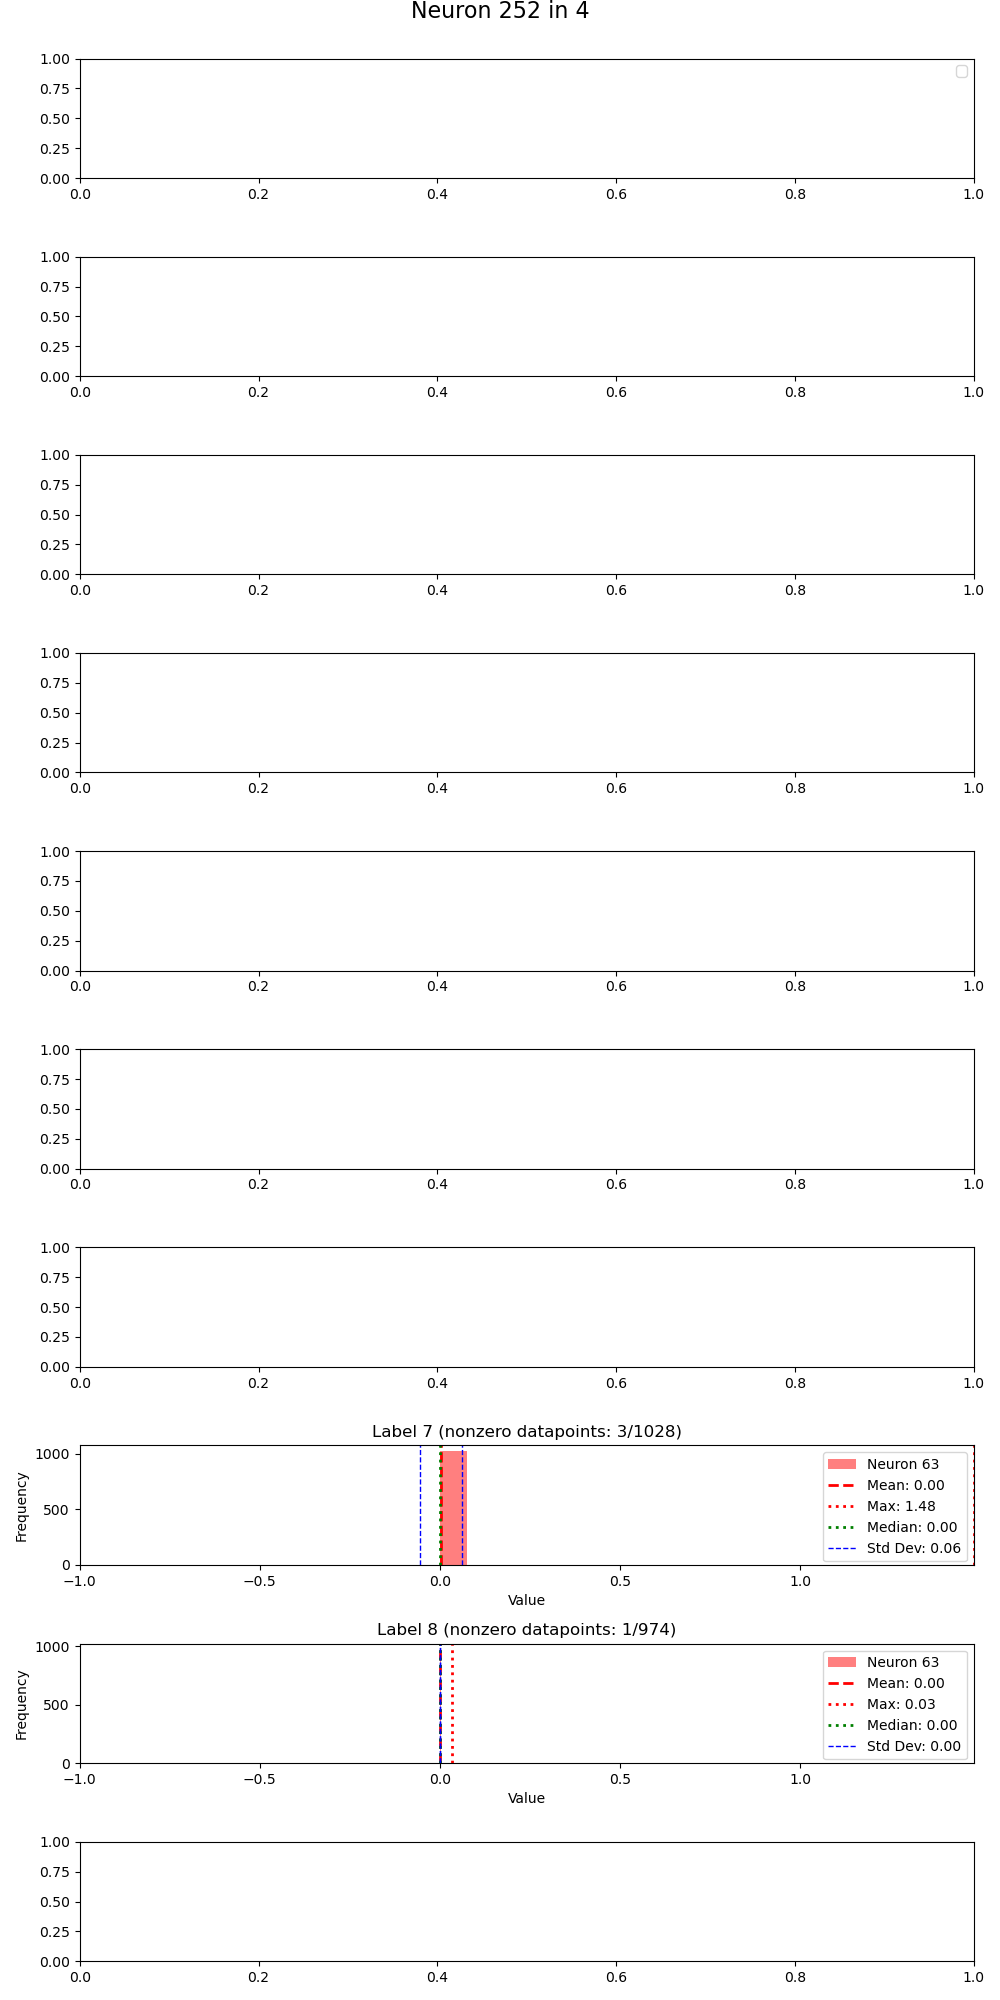 Neuron 252 in 4
1.00
0.75
0.50
0.25
0.00
0.0 0.2 0.4 0.6 0.8 1.0
1.00
0.75
0.50
0.25
0.00
0.0 0.2 0.4 0.6 0.8 1.0
1.00
0.75
0.50
0.25
0.00
0.0 0.2 0.4 0.6 0.8 1.0
1.00
0.75
0.50
0.25
0.00
0.0 0.2 0.4 0.6 0.8 1.0
1.00
0.75
0.50
0.25
0.00
0.0 0.2 0.4 0.6 0.8 1.0
1.00
0.75
0.50
0.25
0.00
0.0 0.2 0.4 0.6 0.8 1.0
1.00
0.75
0.50
0.25
0.00
0.0 0.2 0.4 0.6 0.8 1.0
Label 7 (nonzero datapoints: 3/1028)
Frequency
1000
500
0
Neuron 63
Mean: 0.00
Max: 1.48
Median: 0.00
Std Dev: 0.06
−1.0 −0.5 0.0 0.5 1.0
Value
Label 8 (nonzero datapoints: 1/974)
Frequency
1000
500
0
Neuron 63
Mean: 0.00
Max: 0.03
Median: 0.00
Std Dev: 0.00
−1.0 −0.5 0.0 0.5 1.0
Value
1.00
0.75
0.50
0.25
0.00
0.0 0.2 0.4 0.6 0.8 1.0